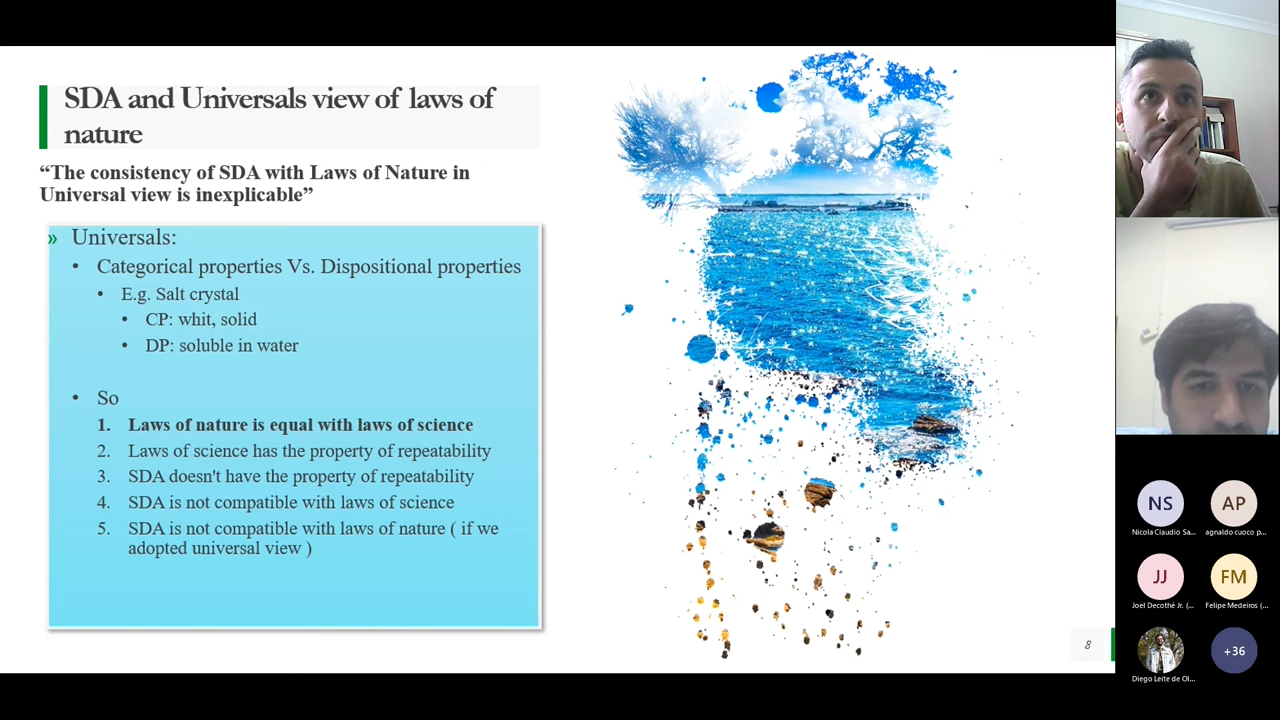 SDA and Universals view of laws of
nature
“The consistency of SDA with Laws of Nature in
Universal view is inexplicable”
» Universals:
• Categorical properties Vs. Dispositional properties
• E.g. Salt crystal
• CP: whit, solid
• DP: soluble in water
• So
1. Laws of nature is equal with laws of science
2. Laws of science has the property of repeatability
3. SDA doesn't have the property of repeatability
4. SDA is not compatible with laws of science
5. SDA is not compatible with laws of nature ( if we
adopted universal view )
8
NS
Nicola Claudio Sa...
AP
agnaldo cuoco p...
JJ
Joel Decothé Jr. (...
FM
Felipe Medeiros (...
Diego Leite de Ol...
+36